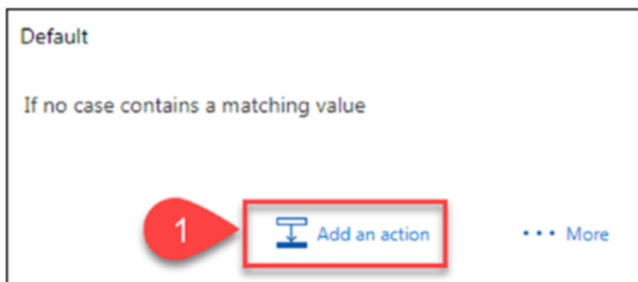 Default
If no case contains a matching value
1 Add an action ••• More